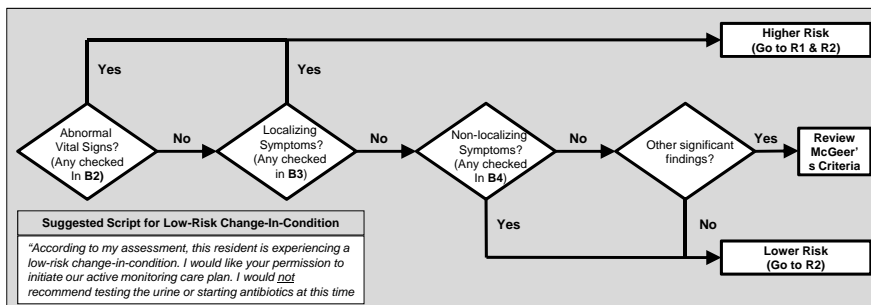 Higher Risk
(Go to R1 & R2)
Yes
Yes
Abnormal
Vital Signs?
(Any checked
In B2)
No
Localizing
Symptoms?
(Any checked
in B3)
No
Non-localizing
Symptoms?
(Any checked
in B4)
No
Other significant
findings?
Yes
Review
McGeer'
s Criteria
Suggested Script for Low-Risk Change-In-Condition
"According to my assessment, this resident is experiencing a
low-risk change-in-condition. I would like your permission to
initiate our active monitoring care plan. I would not
recommend testing the urine or starting antibiotics at this time
Yes
No
Lower Risk
(Go to R2)